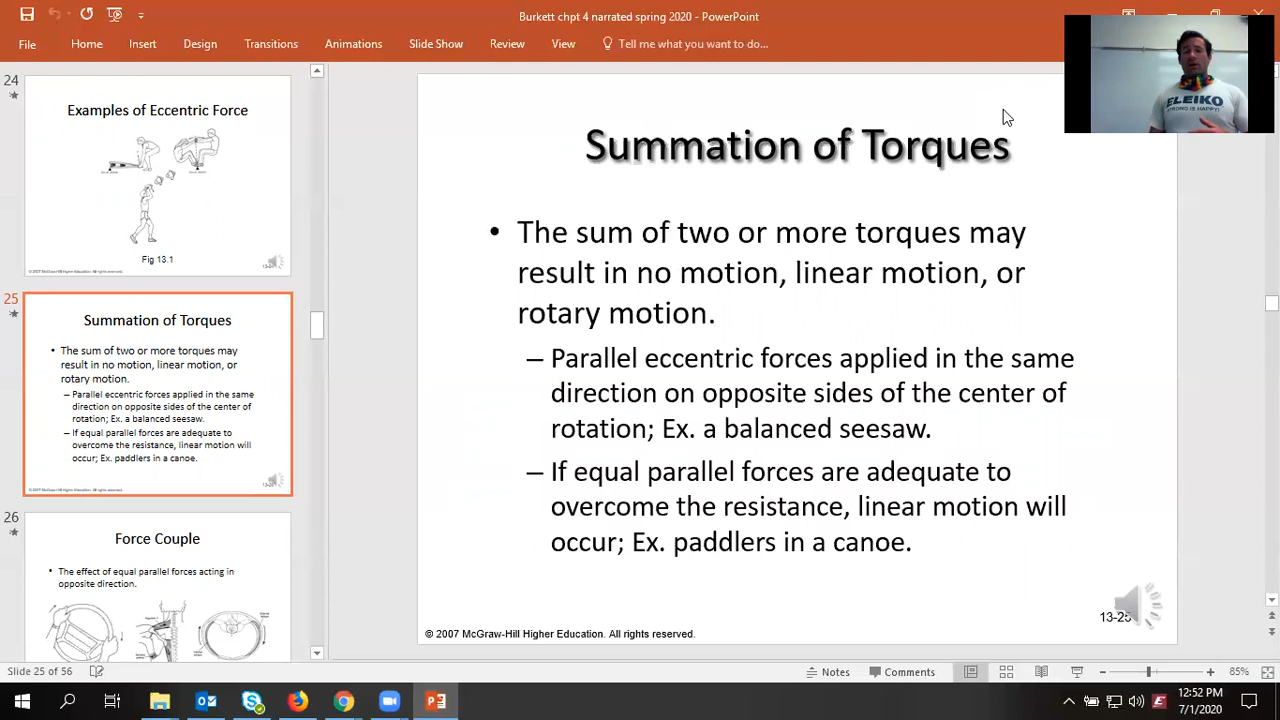 Burkett chpt 4 narrated spring 2020 - PowerPoint
File Home Insert Design Transitions Animations Slide Show Review View Tell me what you want to do...
24
Examples of Eccentric Force
Fig 13.1
25
Summation of Torques
• The sum of two or more torques may
result in no motion, linear motion, or
rotary motion.
– Parallel eccentric forces applied in the same
direction on opposite sides of the center of
rotation; Ex. a balanced seesaw.
– If equal parallel forces are adequate to
overcome the resistance, linear motion will
occur; Ex. paddlers in a canoe.
26
Force Couple
• The effect of equal parallel forces acting in
opposite direction.
ELEIKO
STRONG IS HAPPY!
Summation of Torques
• The sum of two or more torques may
result in no motion, linear motion, or
rotary motion.
– Parallel eccentric forces applied in the same
direction on opposite sides of the center of
rotation; Ex. a balanced seesaw.
– If equal parallel forces are adequate to
overcome the resistance, linear motion will
occur; Ex. paddlers in a canoe.
13-25
© 2007 McGraw-Hill Higher Education. All rights reserved.
Slide 25 of 56 Notes Comments 85%
12:52 PM
7/1/2020